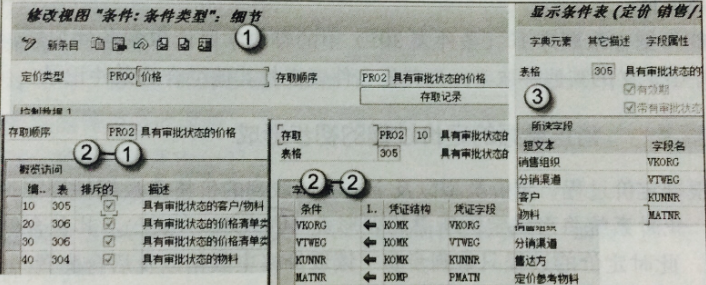 修改视图 "条件: 条件类型": 细节
新条目
①
定价类型 PR00 价格 存取顺序 PR02 具有审批状态的价格
存取记录
控制数据 1
存取顺序 PR02 具有审批状态的价格
②-①
概览访问
编.. 表 排斥的 描述
10 305 具有审批状态的客户/物料
20 306 具有审批状态的价格清单类
30 306 具有审批状态的价格清单类
40 304 具有审批状态的物料
存取 PR02 10 具有审批状态的
表格 305 具有审批状态的
②-②
条件 I.. 凭证结构 凭证字段
VKORG KOMK VKORG 销售组织
VTWEG KOMK VTWEG 分销渠道
KUNNR KOMK KUNNR 售达方
MATNR KOMP PMATN 定价参考物料
显示条件表 (定价 销售/
字典元素 其它描述 字段属性
表格 305 具有审批状态的
③
有效期
带有审批状态
所选字段
短文本 字段名
销售组织 VKORG
分销渠道 VTWEG
客户 KUNNR
物料 MATNR